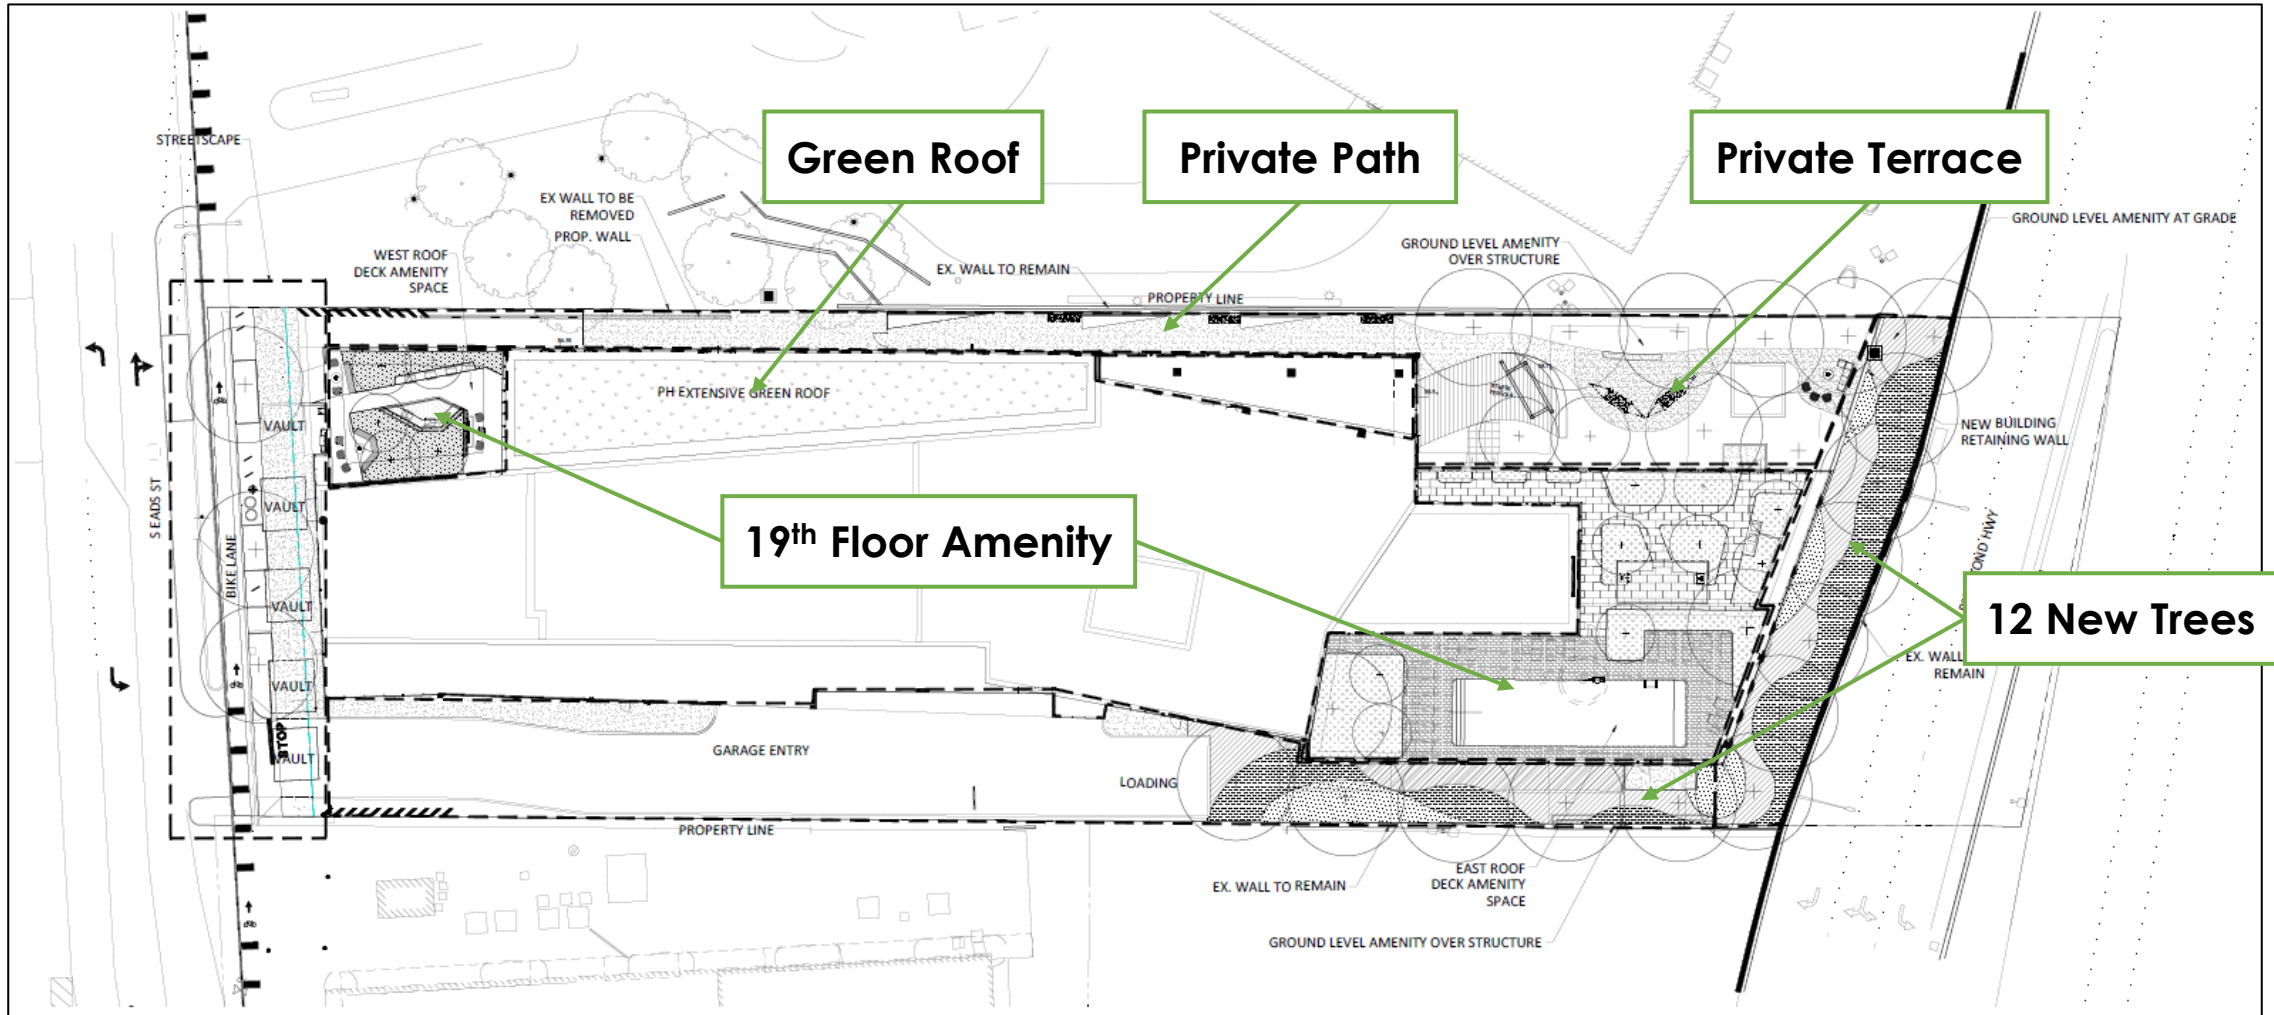 STREETSCAPE
Green Roof
Private Path
Private Terrace
EX WALL TO BE
REMOVED
PROP. WALL
WEST ROOF
DECK AMENITY
SPACE
EX. WALL TO REMAIN
PROPERTY LINE
GROUND LEVEL AMENITY
OVER STRUCTURE
GROUND LEVEL AMENITY AT GRADE
PH EXTENSIVE GREEN ROOF
NEW BUILDING
RETAINING WALL
S EADS ST
BIKE LANE
VAULT
VAULT
VAULT
VAULT
VAULT
STOP
19th Floor Amenity
12 New Trees
OND HWY
EX. WALL
REMAIN
GARAGE ENTRY
LOADING
PROPERTY LINE
EX. WALL TO REMAIN
EAST ROOF
DECK AMENITY
SPACE
GROUND LEVEL AMENITY OVER STRUCTURE